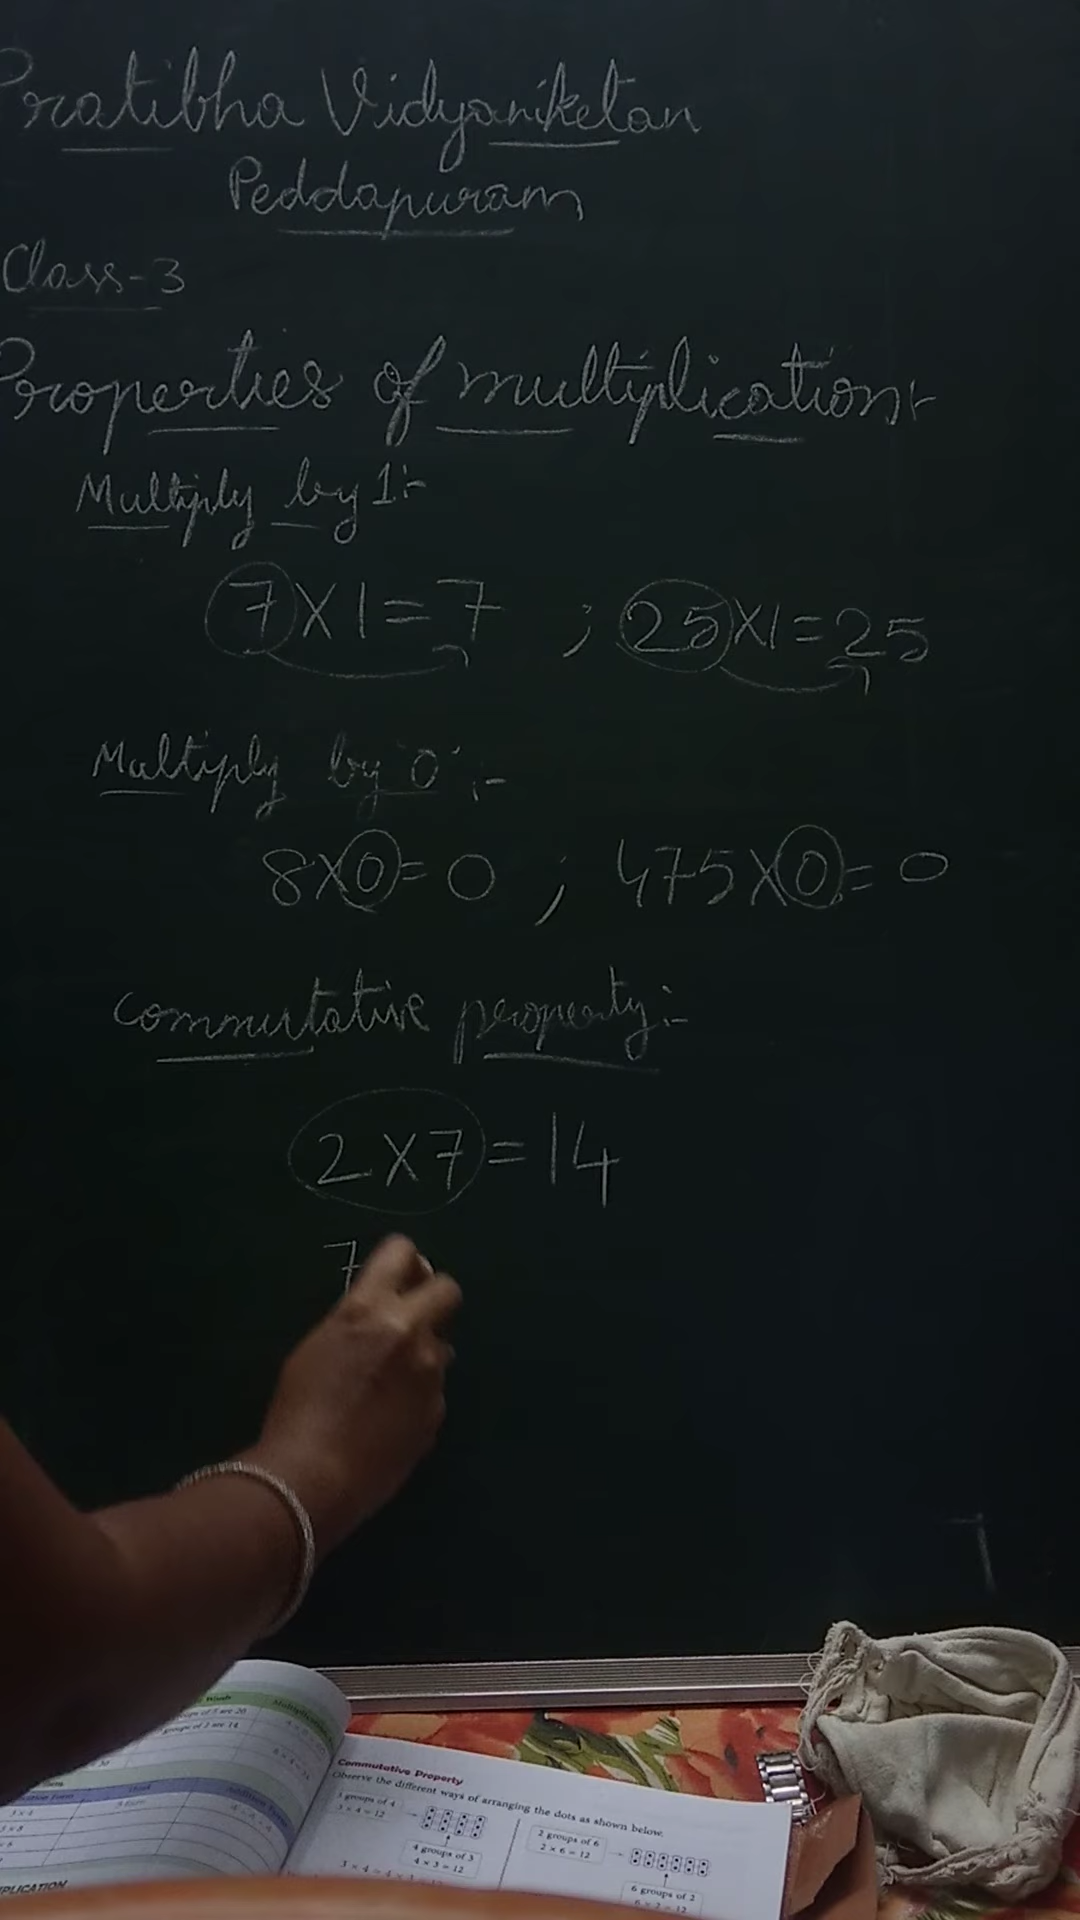 Pratibha Vidyaniketan
Peddapuram
Class-3
Properties of multiplication:-
Multiply by 1:-
7 X 1 = 7 ; 25 X 1 = 25
Multiply by '0':-
8 X 0 = 0 ; 475 X 0 = 0
Commutative property:-
2 X 7 = 14
7
Commutative Property
Observe the different ways of arranging the dots as shown below.
3 groups of 4
3 × 4 = 12
4 groups of 3
4 × 3 = 12
2 groups of 6
2 × 6 = 12
6 groups of 2
6 × 2 = 12